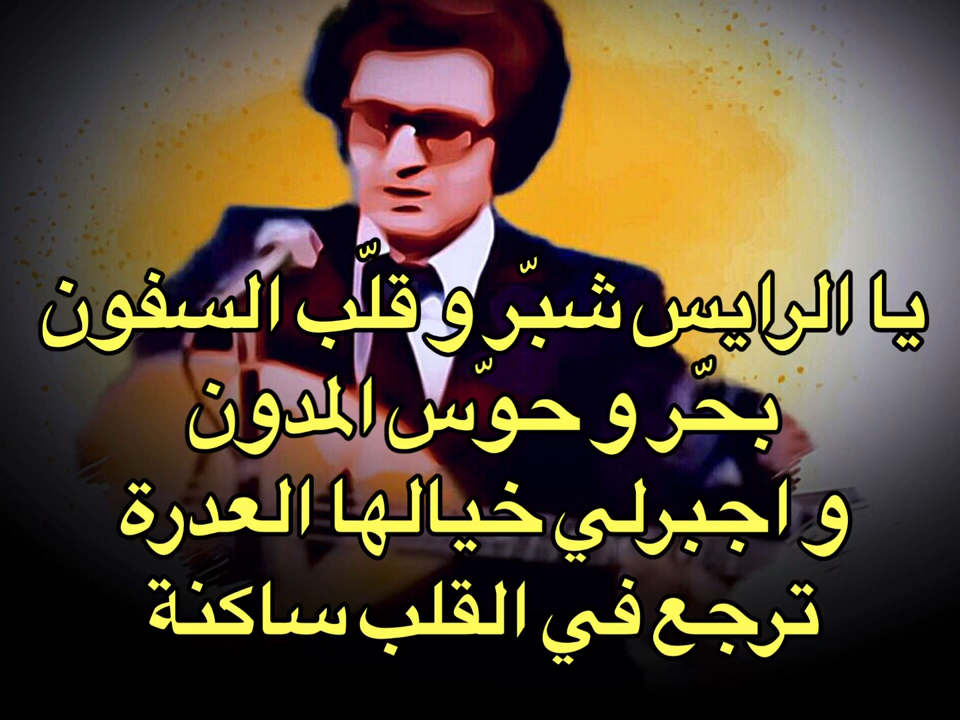 يا الرايس شبّر و قلّب السفون
بحّر و حوّس المدون
و اجبرلي خيالها العدرة
ترجع في القلب ساكنة